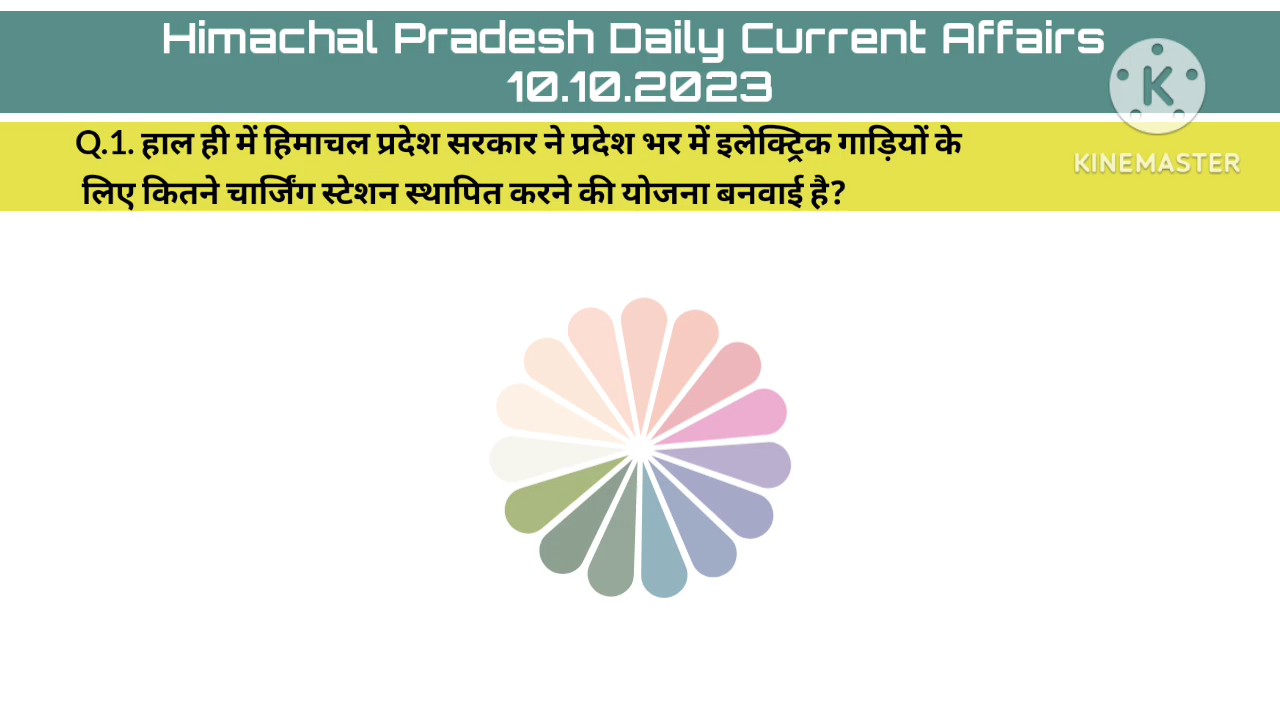 Himachal Pradesh Daily Current Affairs
10.10.2023
K
KINEMASTER
Q.1. हाल ही में हिमाचल प्रदेश सरकार ने प्रदेश भर में इलेक्ट्रिक गाड़ियों के
लिए कितने चार्जिंग स्टेशन स्थापित करने की योजना बनवाई है?